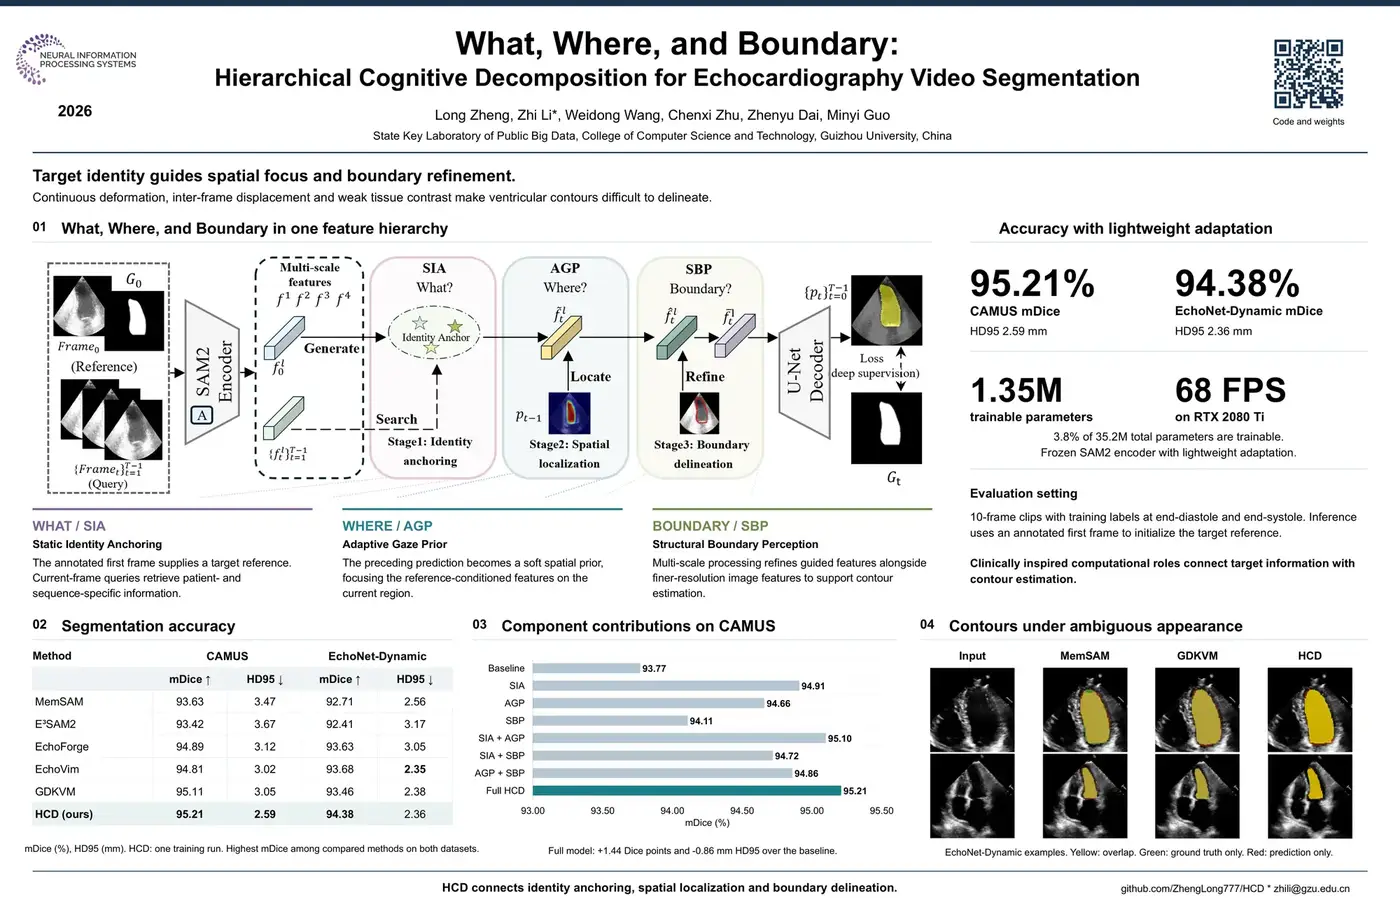 NEURAL INFORMATION
PROCESSING SYSTEMS
2026
What, Where, and Boundary:
Hierarchical Cognitive Decomposition for Echocardiography Video Segmentation
Long Zheng, Zhi Li*, Weidong Wang, Chenxi Zhu, Zhenyu Dai, Minyi Guo
State Key Laboratory of Public Big Data, College of Computer Science and Technology, Guizhou University, China
Code and weights
Target identity guides spatial focus and boundary refinement.
Continuous deformation, inter-frame displacement and weak tissue contrast make ventricular contours difficult to delineate.
01 What, Where, and Boundary in one feature hierarchy
G₀
Frame₀
(Reference)
{Frameₜ}ᵀ⁻¹ₜ₌₁
(Query)
SAM2
Encoder
A
Multi-scale
features
f¹ f² f³ f⁴
f₀ˡ
Generate
{fₜˡ}ᵀ⁻¹ₜ₌₁
Search
SIA
What?
Identity Anchor
Stage1: Identity
anchoring
AGP
Where?
f̃ₜˡ
Locate
pₜ₋₁
Stage2: Spatial
localization
SBP
Boundary?
f̂ₜˡ f̄ₜˡ
Refine
Stage3: Boundary
delineation
U-Net
Decoder
{pₜ}ᵀ⁻¹ₜ₌₀
Loss
(deep supervision)
Gₜ
WHAT / SIA
Static Identity Anchoring
The annotated first frame supplies a target reference.
Current-frame queries retrieve patient- and
sequence-specific information.
WHERE / AGP
Adaptive Gaze Prior
The preceding prediction becomes a soft spatial prior,
focusing the reference-conditioned features on the
current region.
BOUNDARY / SBP
Structural Boundary Perception
Multi-scale processing refines guided features alongside
finer-resolution image features to support contour
estimation.
Accuracy with lightweight adaptation
95.21%
CAMUS mDice
HD95 2.59 mm
94.38%
EchoNet-Dynamic mDice
HD95 2.36 mm
1.35M
trainable parameters
68 FPS
on RTX 2080 Ti
3.8% of 35.2M total parameters are trainable.
Frozen SAM2 encoder with lightweight adaptation.
Evaluation setting
10-frame clips with training labels at end-diastole and end-systole. Inference
uses an annotated first frame to initialize the target reference.
Clinically inspired computational roles connect target information with
contour estimation.
02 Segmentation accuracy
Method CAMUS EchoNet-Dynamic
mDice ↑ HD95 ↓ mDice ↑ HD95 ↓
MemSAM 93.63 3.47 92.71 2.56
E³SAM2 93.42 3.67 92.41 3.17
EchoForge 94.89 3.12 93.63 3.05
EchoVim 94.81 3.02 93.68 2.35
GDKVM 95.11 3.05 93.46 2.38
HCD (ours) 95.21 2.59 94.38 2.36
mDice (%), HD95 (mm). HCD: one training run. Highest mDice among compared methods on both datasets.
03 Component contributions on CAMUS
Baseline 93.77
SIA 94.91
AGP 94.66
SBP 94.11
SIA + AGP 95.10
SIA + SBP 94.72
AGP + SBP 94.86
Full HCD 95.21
93.00 93.50 94.00 94.50 95.00 95.50
mDice (%)
Full model: +1.44 Dice points and -0.86 mm HD95 over the baseline.
04 Contours under ambiguous appearance
Input MemSAM GDKVM HCD
EchoNet-Dynamic examples. Yellow: overlap. Green: ground truth only. Red: prediction only.
HCD connects identity anchoring, spatial localization and boundary delineation.
github.com/ZhengLong777/HCD * zhili@gzu.edu.cn